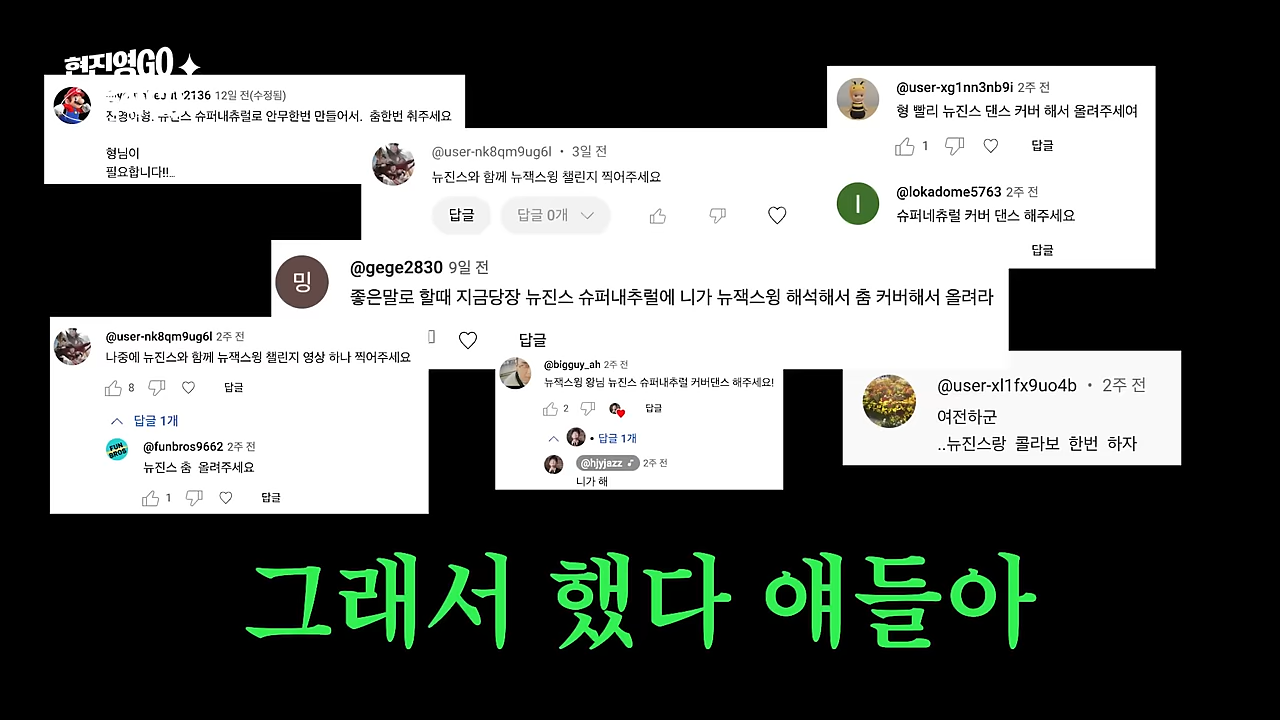 현진영GO
2136 12일 전(수정됨)
뉴진스 슈퍼내츄럴로 안무한번 만들어서. 춤한번 춰주세요
형님이
필요합니다!!...
@user-nk8qm9ug6l • 3일 전
뉴진스와 함께 뉴잭스윙 챌린지 찍어주세요
답글 답글 0개
@user-xg1nn3nb9i 2주 전
형 빨리 뉴진스 댄스 커버 해서 올려주세여
1 답글
I
@lokadome5763 2주 전
슈퍼네츄럴 커버 댄스 해주세요
답글
밍
@gege2830 9일 전
좋은말로 할때 지금당장 뉴진스 슈퍼내추럴에 니가 뉴잭스윙 해석해서 춤 커버해서 올려라
답글
@user-nk8qm9ug6l 2주 전
나중에 뉴진스와 함께 뉴잭스윙 챌린지 영상 하나 찍어주세요
8 답글
답글 1개
FUN BROS
@funbros9662 2주 전
뉴진스 춤 올려주세요
1 답글
@bigguy_ah 2주 전
뉴잭스윙 왕님 뉴진스 슈퍼내추럴 커버댄스 해주세요!
2 답글
• 답글 1개
@hjyjazz 2주 전
니가 해
@user-xl1fx9uo4b • 2주 전
여전하군
..뉴진스랑 콜라보 한번 하자
그래서 했다 얘들아